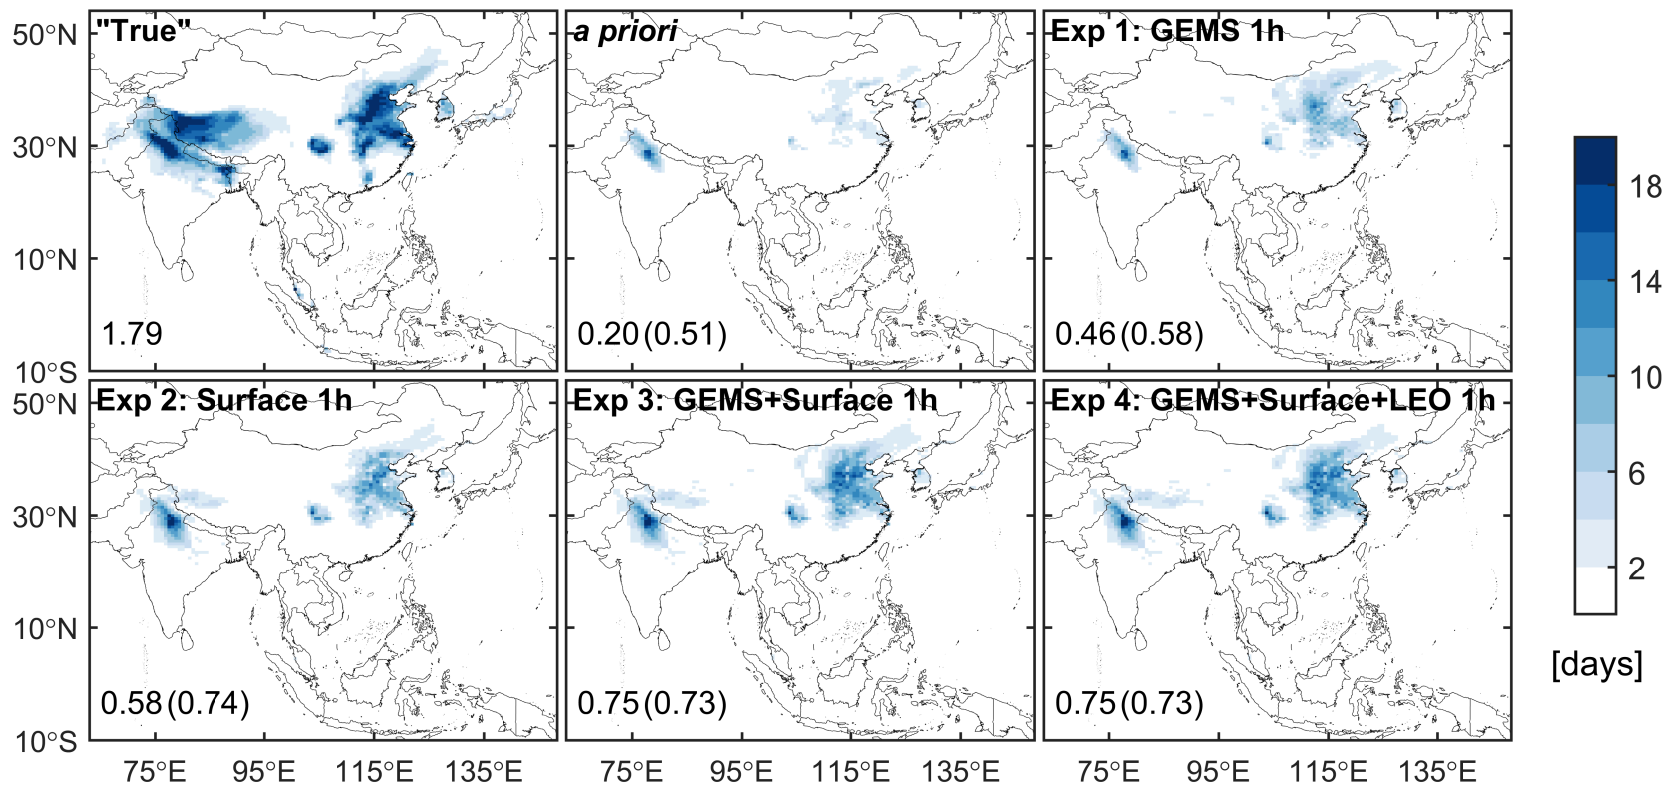 "True"
a priori
Exp 1: GEMS 1h
50°N
30°N
10°N
10°S
1.79
0.20(0.51)
0.46(0.58)
Exp 2: Surface 1h
Exp 3: GEMS+Surface 1h
Exp 4: GEMS+Surface+LEO 1h
50°N
30°N
10°N
10°S
0.58(0.74)
0.75(0.73)
0.75(0.73)
75°E 95°E 115°E 135°E
75°E 95°E 115°E 135°E
75°E 95°E 115°E 135°E
18
14
10
6
2
[days]